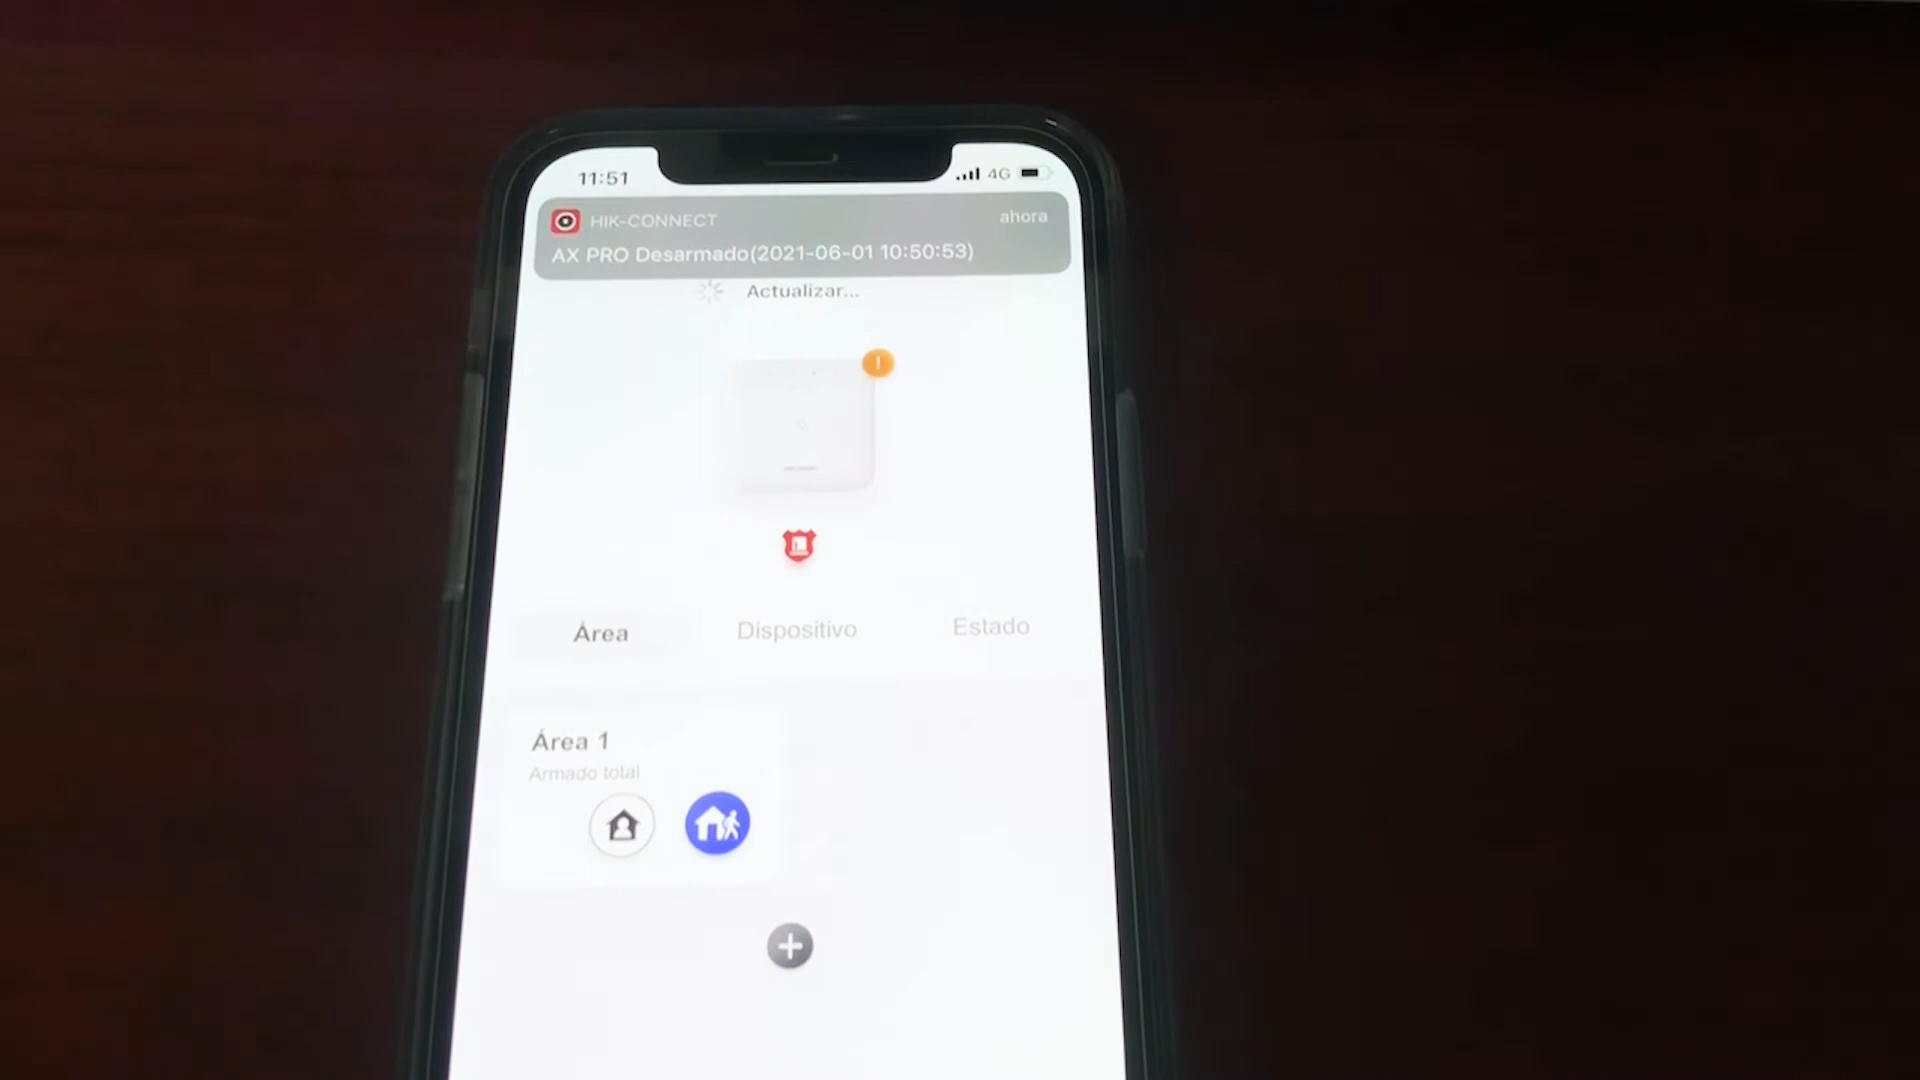 11:51
4G
HIK-CONNECT
ahora
AX PRO Desarmado(2021-06-01 10:50:53)
Actualizar...
!
Área
Dispositivo
Estado
Área 1
Armado total